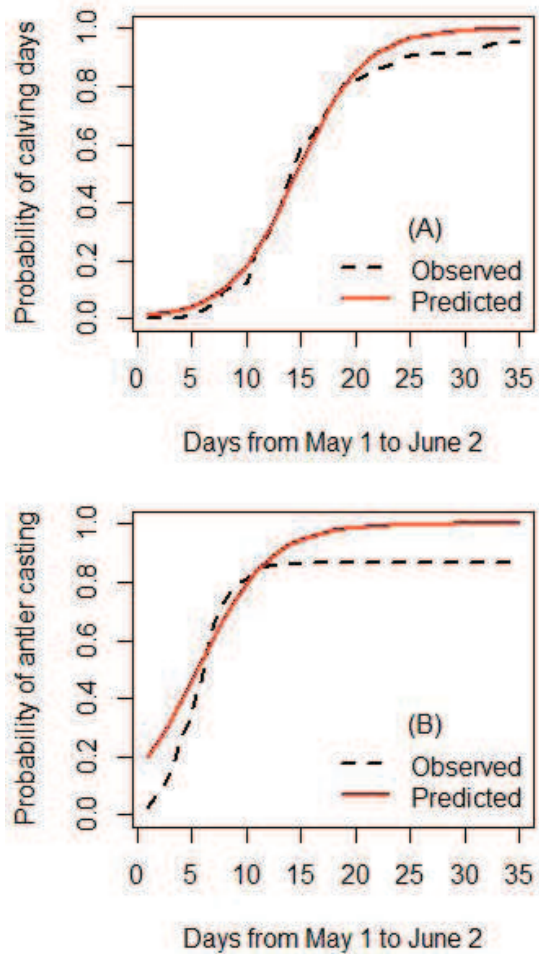 Probability of calving days
1.0
0.8
0.6
0.4
0.2
0.0
(A)
Observed
Predicted
0 5 10 15 20 25 30 35
Days from May 1 to June 2
Probability of antler casting
1.0
0.8
0.6
0.4
0.2
0.0
(B)
Observed
Predicted
0 5 10 15 20 25 30 35
Days from May 1 to June 2